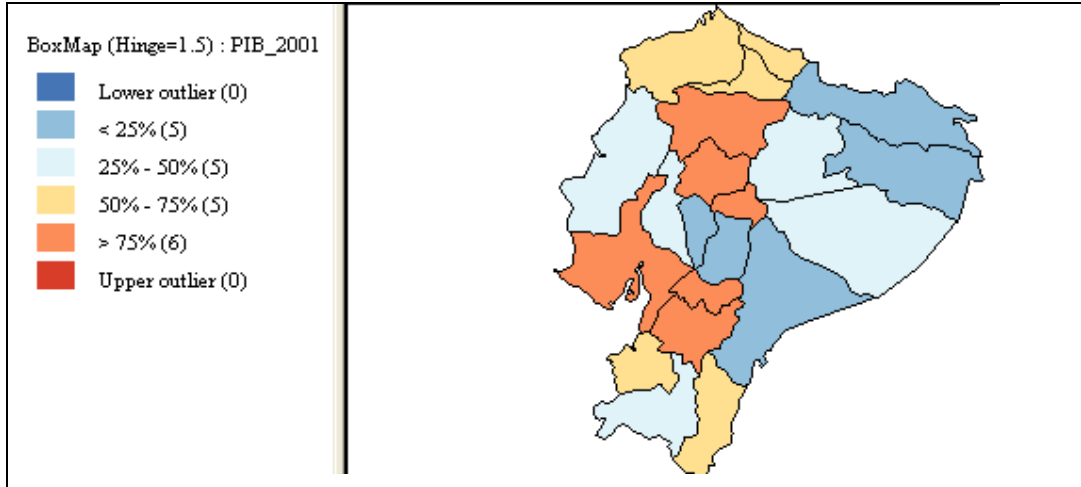 BoxMap (Hinge=1.5) : PIB_2001
Lower outlier (0)
< 25% (5)
25% - 50% (5)
50% - 75% (5)
> 75% (6)
Upper outlier (0)